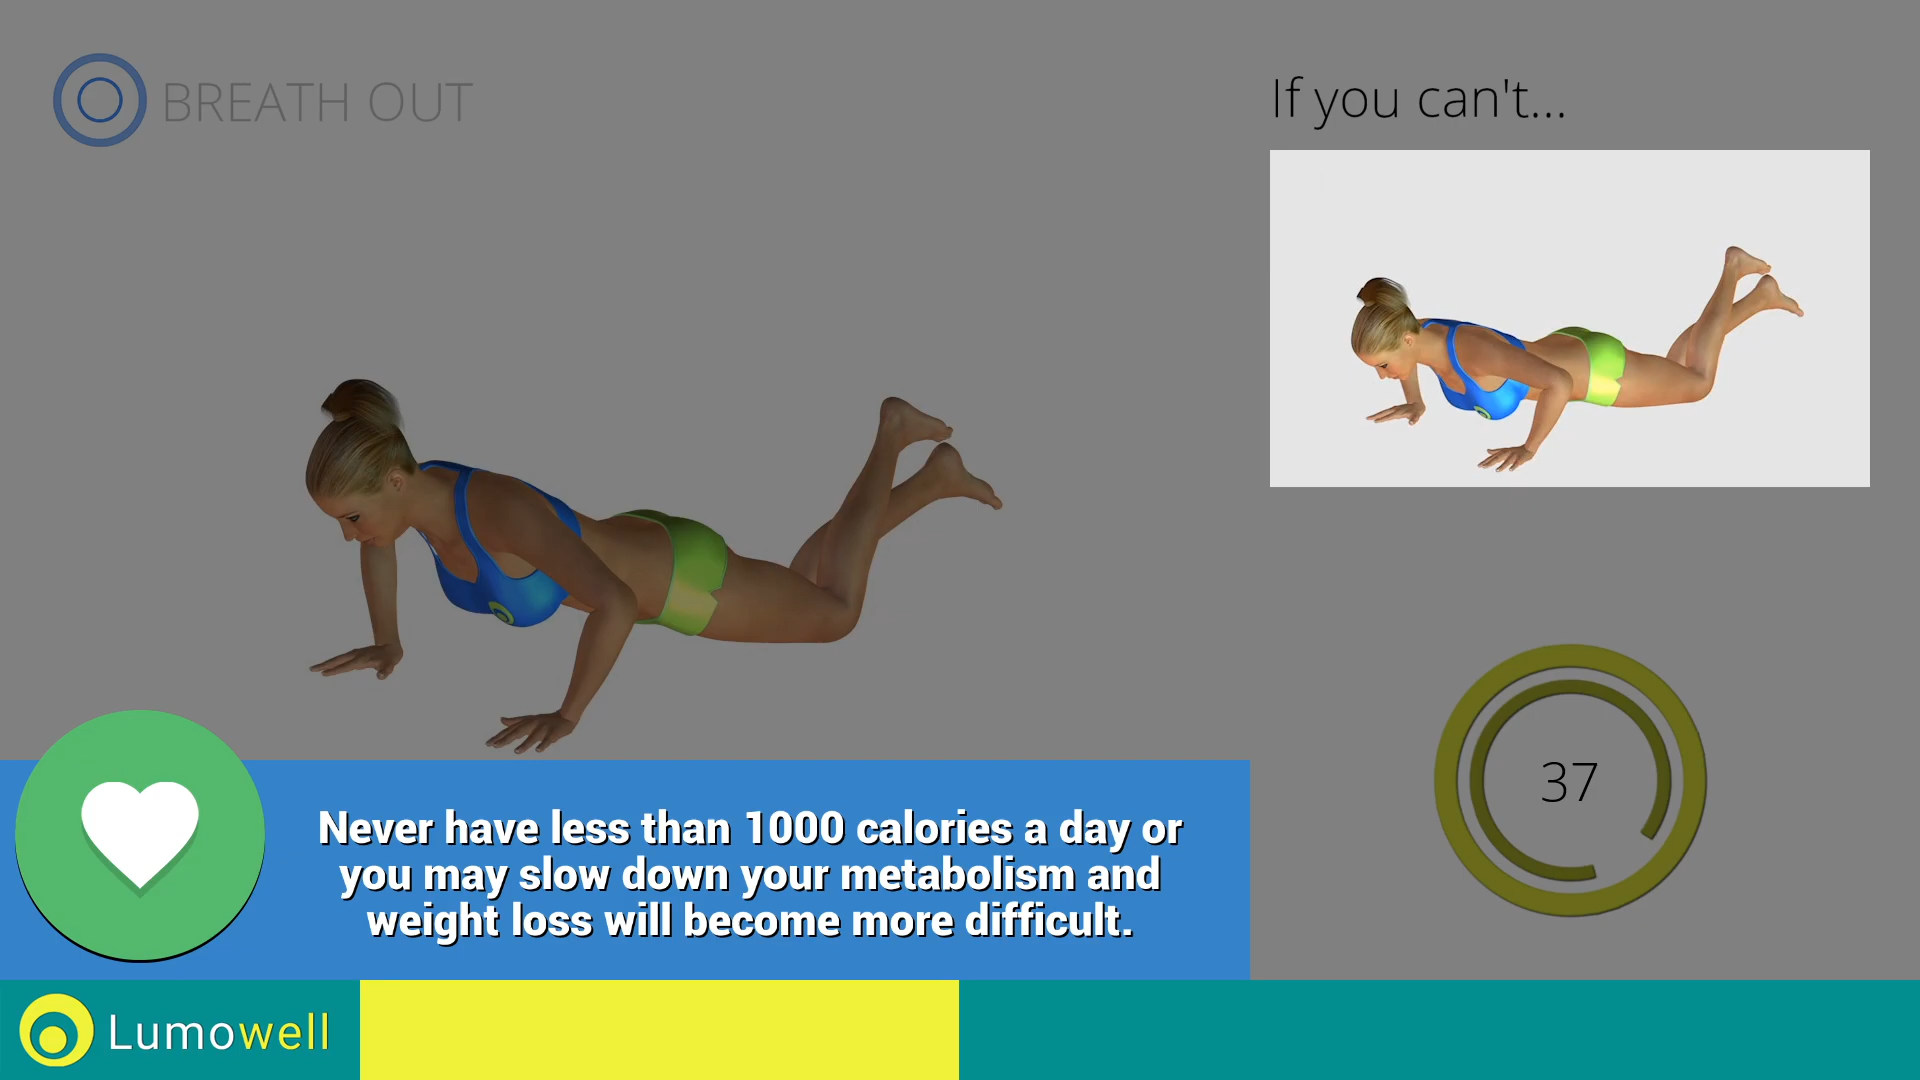 BREATH OUT
If you can't...
37
Never have less than 1000 calories a day or
you may slow down your metabolism and
weight loss will become more difficult.
Lumowell